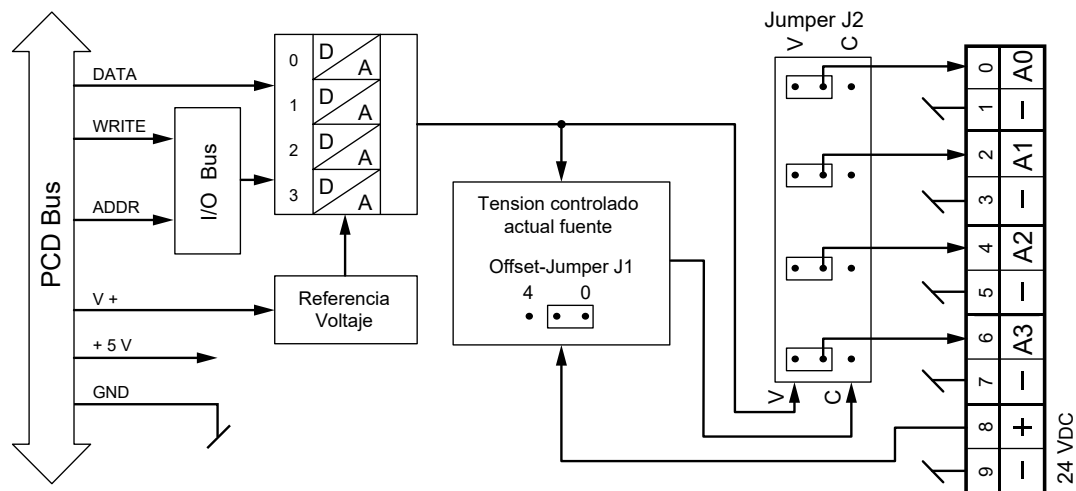 PCD Bus
DATA
WRITE
ADDR
V +
+ 5 V
GND
I/O Bus
0 D A
1 D A
2 D A
3 D A
Referencia
Voltaje
Tension controlado
actual fuente
Offset-Jumper J1
4 0
Jumper J2
V C
V C
0 A0
1 –
2 A1
3 –
4 A2
5 –
6 A3
7 –
8 +
9 –
24 VDC